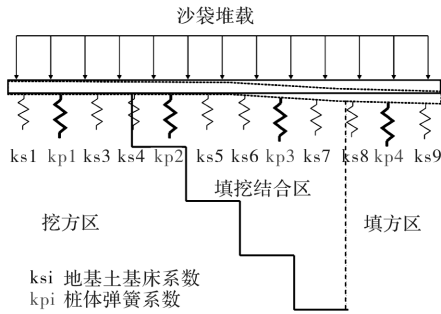 沙袋堆载
ks1 kp1 ks3 ks4 kp2 ks5 ks6 kp3 ks7 ks8 kp4 ks9
填挖结合区
挖方区 填方区
ksi 地基土基床系数
kpi 桩体弹簧系数